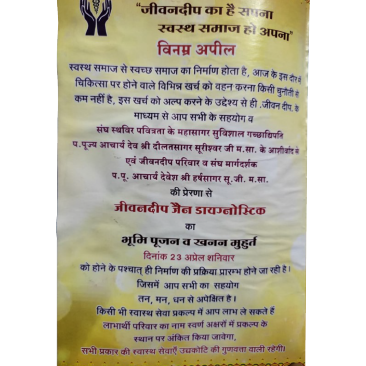 "जीवनदीप का है सपना
स्वस्थ समाज हो अपना"
विनम्र अपील
स्वस्थ समाज से स्वच्छ समाज का निर्माण होता है, आज के इस दौर में
चिकित्सा पर होने वाले विभिन्न खर्च को वहन करना किसी चुनौती से
कम नहीं है, इस खर्च को अल्प करने के उद्देश्य से ही .जीवन दीप. के
माध्यम से आप सभी के सहयोग व
संघ स्थविर पवित्रता के महासागर सुविशाल गच्छाधिपति
प.पूज्य आचार्य देव श्री दौलतसागर सूरीश्वर जी म.सा. के आशीर्वाद से
एवं जीवनदीप परिवार व संघ मार्गदर्शक
प.पू. आचार्य देवेश श्री हर्षसागर सू.जी. म.सा.
की प्रेरणा से
जीवनदीप जैन डायग्नोस्टिक
का
भूमि पूजन व खनन मुहुर्त
दिनांक 23 अप्रेल शनिवार
को होने के पश्चात् ही निर्माण की प्रक्रिया प्रारम्भ होने जा रही है।
जिसमें आप सभी का सहयोग
तन, मन, धन से अपेक्षित है।
किसी भी स्वास्थ सेवा प्रकल्प में आप लाभ ले सकते हैं
लाभार्थी परिवार का नाम स्वर्ण अक्षरों में प्रकल्प के
स्थान पर अंकित किया जावेगा,
सभी प्रकार की स्वास्थ सेवाएँ उच्चकोटि की गुणवत्ता वाली रहेगी।